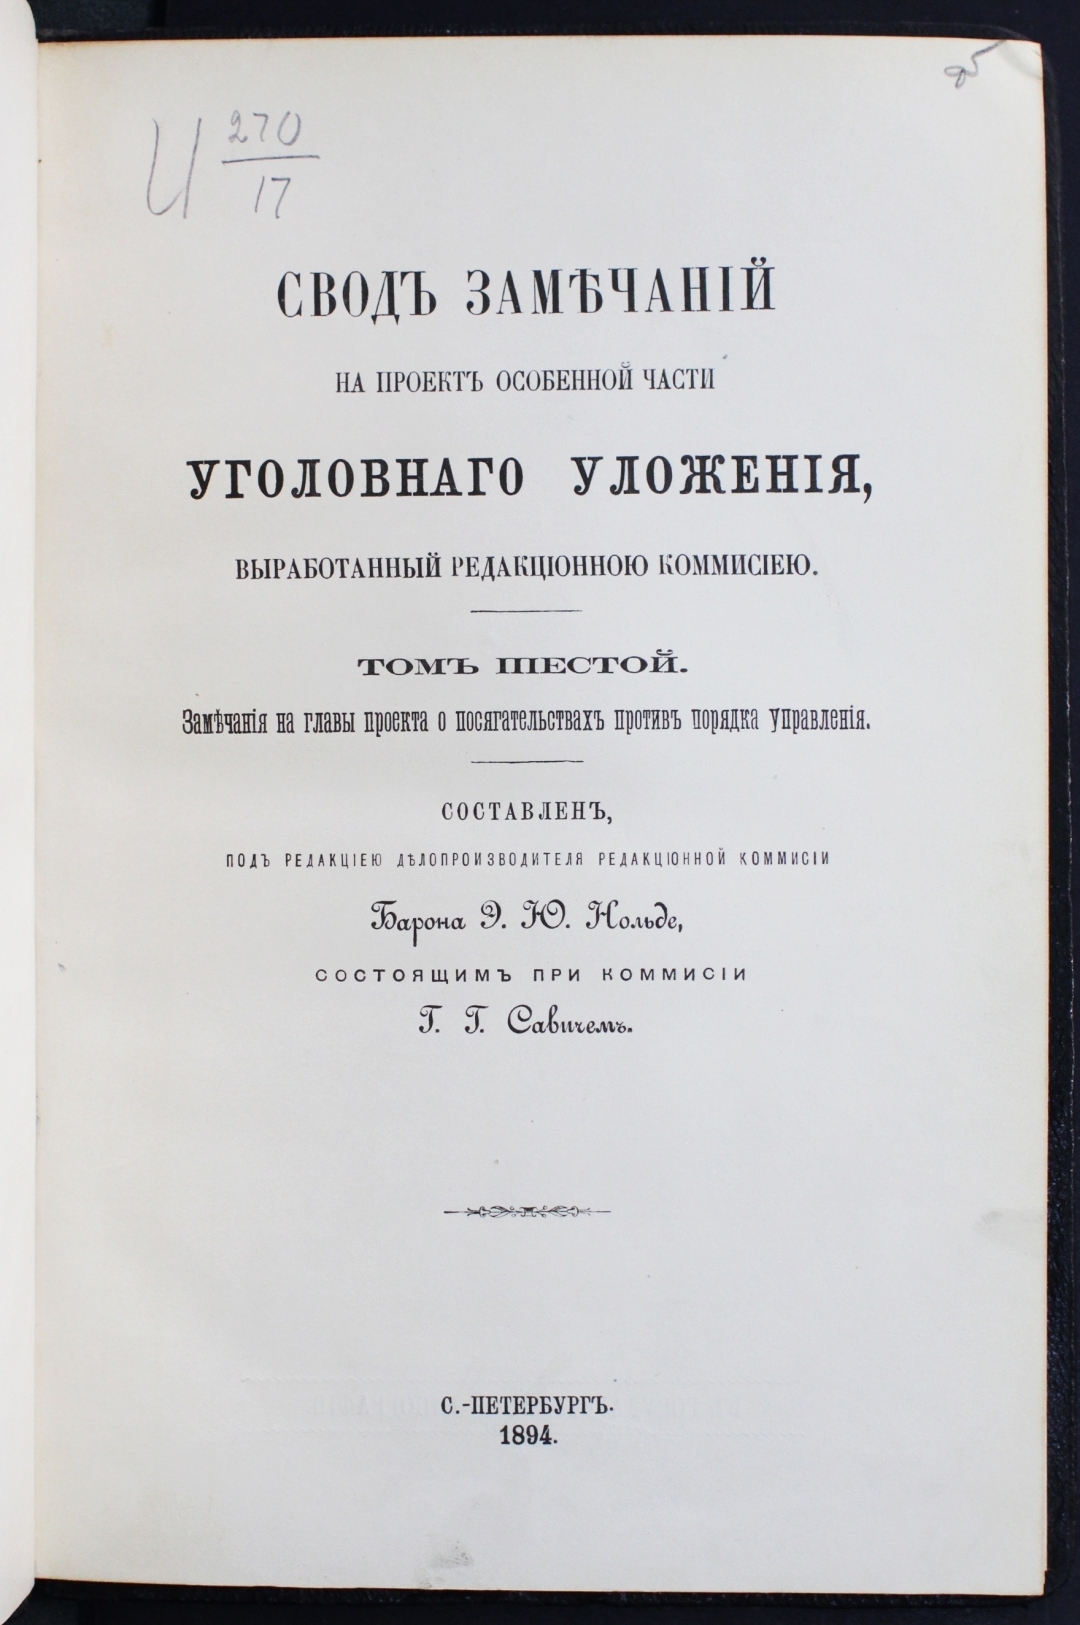 И 270
17
СВОДЪ ЗАМѢЧАНІЙ
НА ПРОЕКТЪ ОСОБЕННОЙ ЧАСТИ
УГОЛОВНАГО УЛОЖЕНІЯ,
ВЫРАБОТАННЫЙ РЕДАКЦІОННОЮ КОММИСІЕЮ.
ТОМЪ ШЕСТОЙ.
Замѣчанія на главы проекта о посягательствахъ противъ порядка управленія.
СОСТАВЛЕНЪ,
ПОДЪ РЕДАКЦІЕЮ ДѢЛОПРОИЗВОДИТЕЛЯ РЕДАКЦІОННОЙ КОММИСІИ
Барона Э. Ю. Нольде,
СОСТОЯЩИМЪ ПРИ КОММИСІИ
Г. Г. Савичемъ.
С.-ПЕТЕРБУРГЪ.
1894.